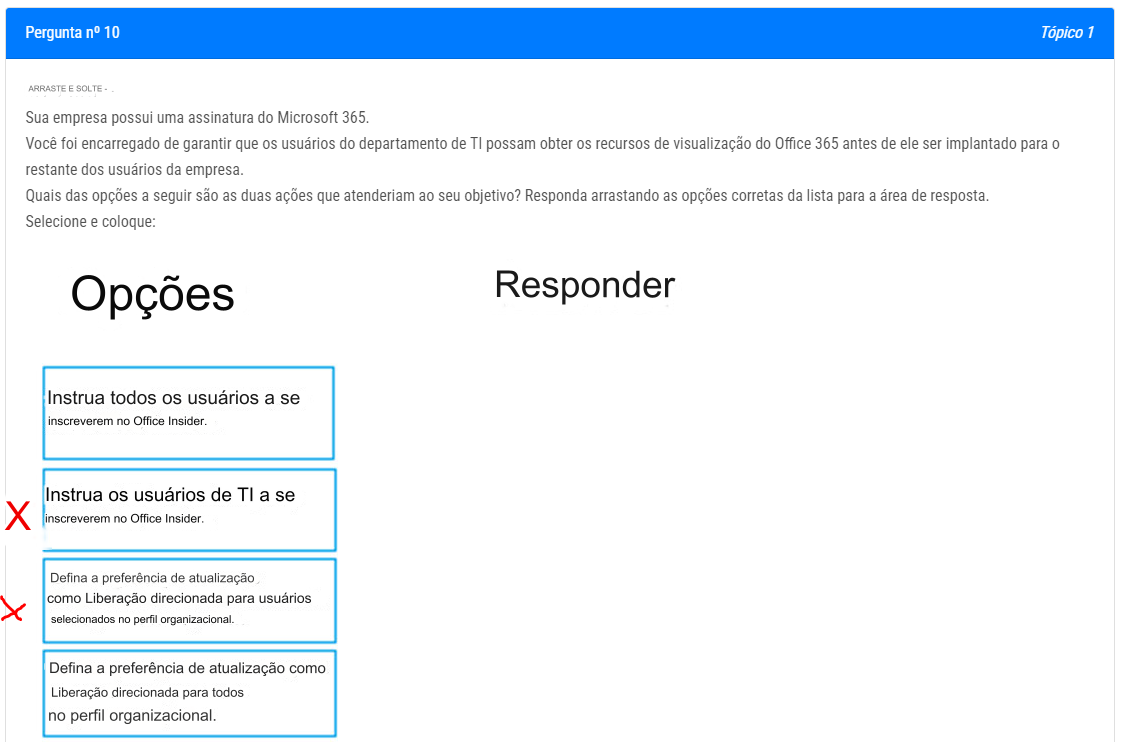 Pergunta nº 10
Tópico 1
ARRASTE E SOLTE -
Sua empresa possui uma assinatura do Microsoft 365.
Você foi encarregado de garantir que os usuários do departamento de TI possam obter os recursos de visualização do Office 365 antes de ele ser implantado para o
restante dos usuários da empresa.
Quais das opções a seguir são as duas ações que atenderiam ao seu objetivo? Responda arrastando as opções corretas da lista para a área de resposta.
Selecione e coloque:
Opções
Responder
Instrua todos os usuários a se
inscreverem no Office Insider.
X
Instrua os usuários de TI a se
inscreverem no Office Insider.
X
Defina a preferência de atualização
como Liberação direcionada para usuários
selecionados no perfil organizacional.
Defina a preferência de atualização como
Liberação direcionada para todos
no perfil organizacional.